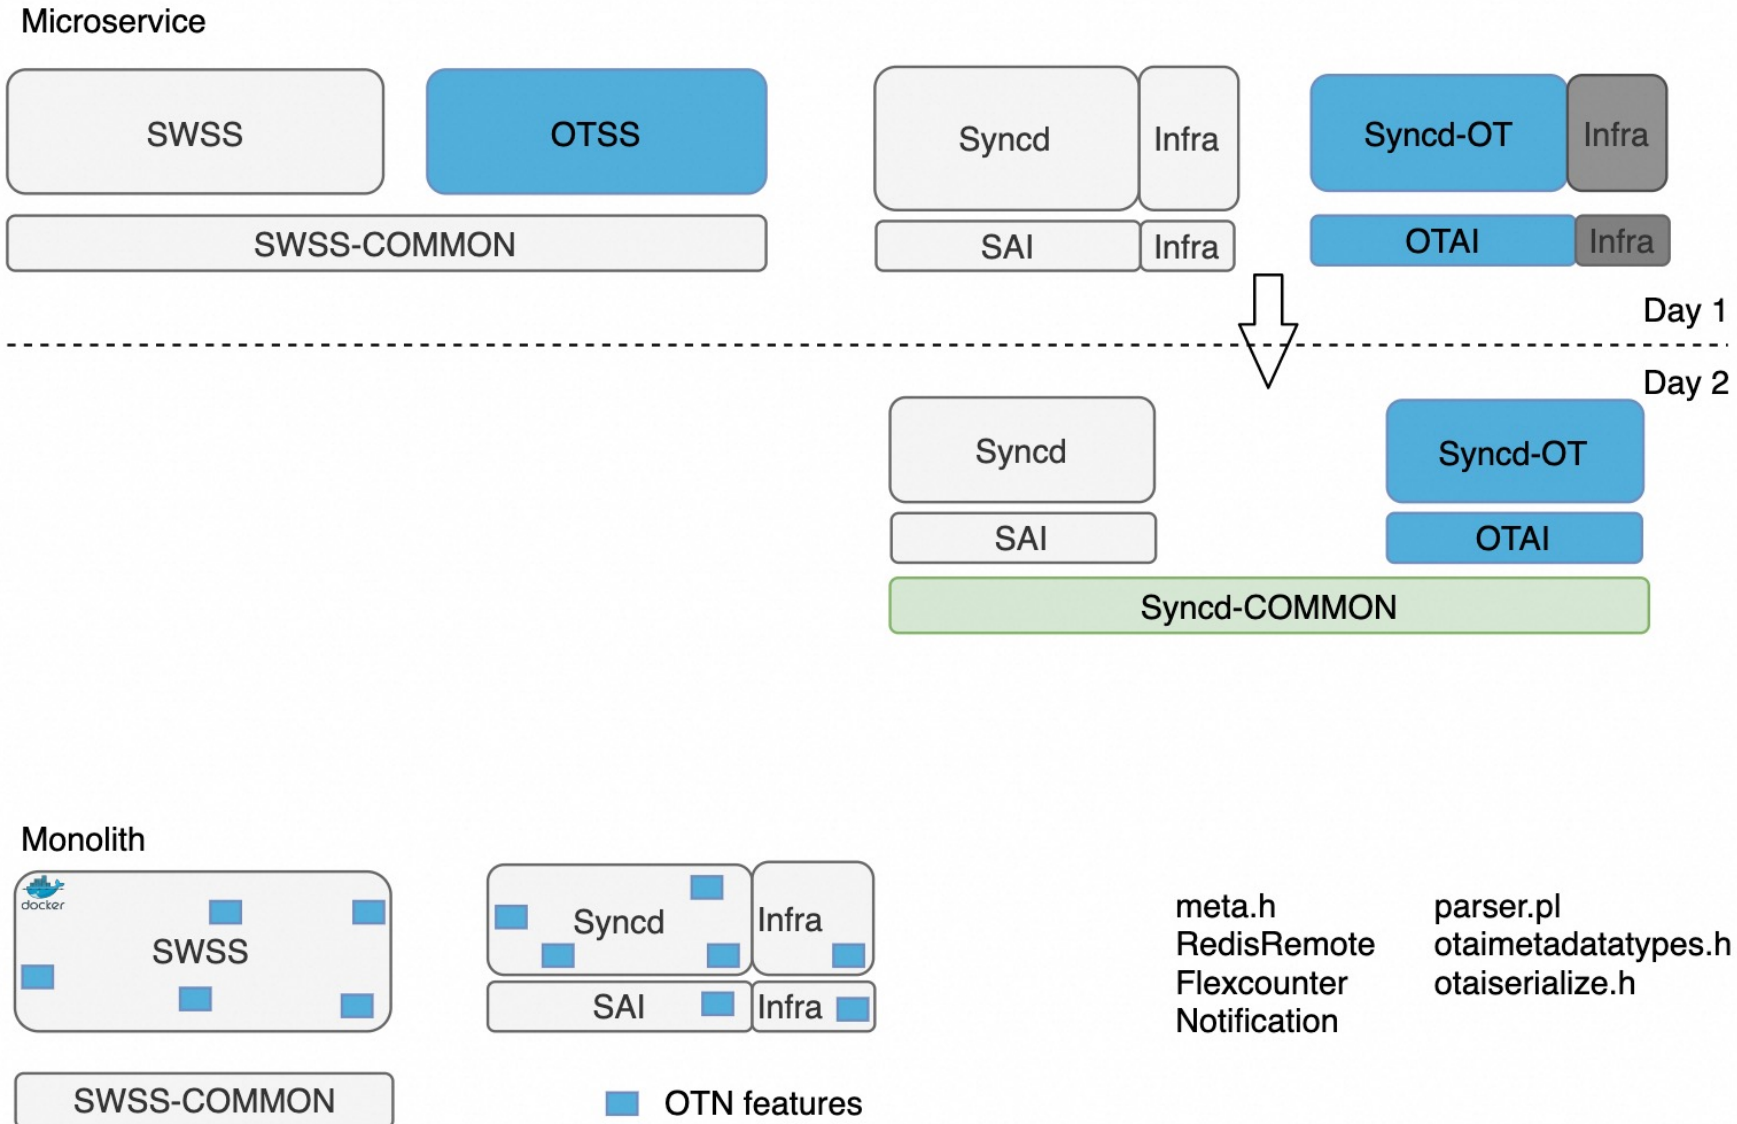 Microservice
SWSS
OTSS
Syncd
Infra
Syncd-OT
Infra
SWSS-COMMON
SAI
Infra
OTAI
Infra
Day 1
Day 2
Syncd
Syncd-OT
SAI
OTAI
Syncd-COMMON
Monolith
docker
SWSS
Syncd
Infra
SAI
Infra
SWSS-COMMON
OTN features
meta.h
RedisRemote
Flexcounter
Notification
parser.pl
otaimetadatatypes.h
otaiserialize.h